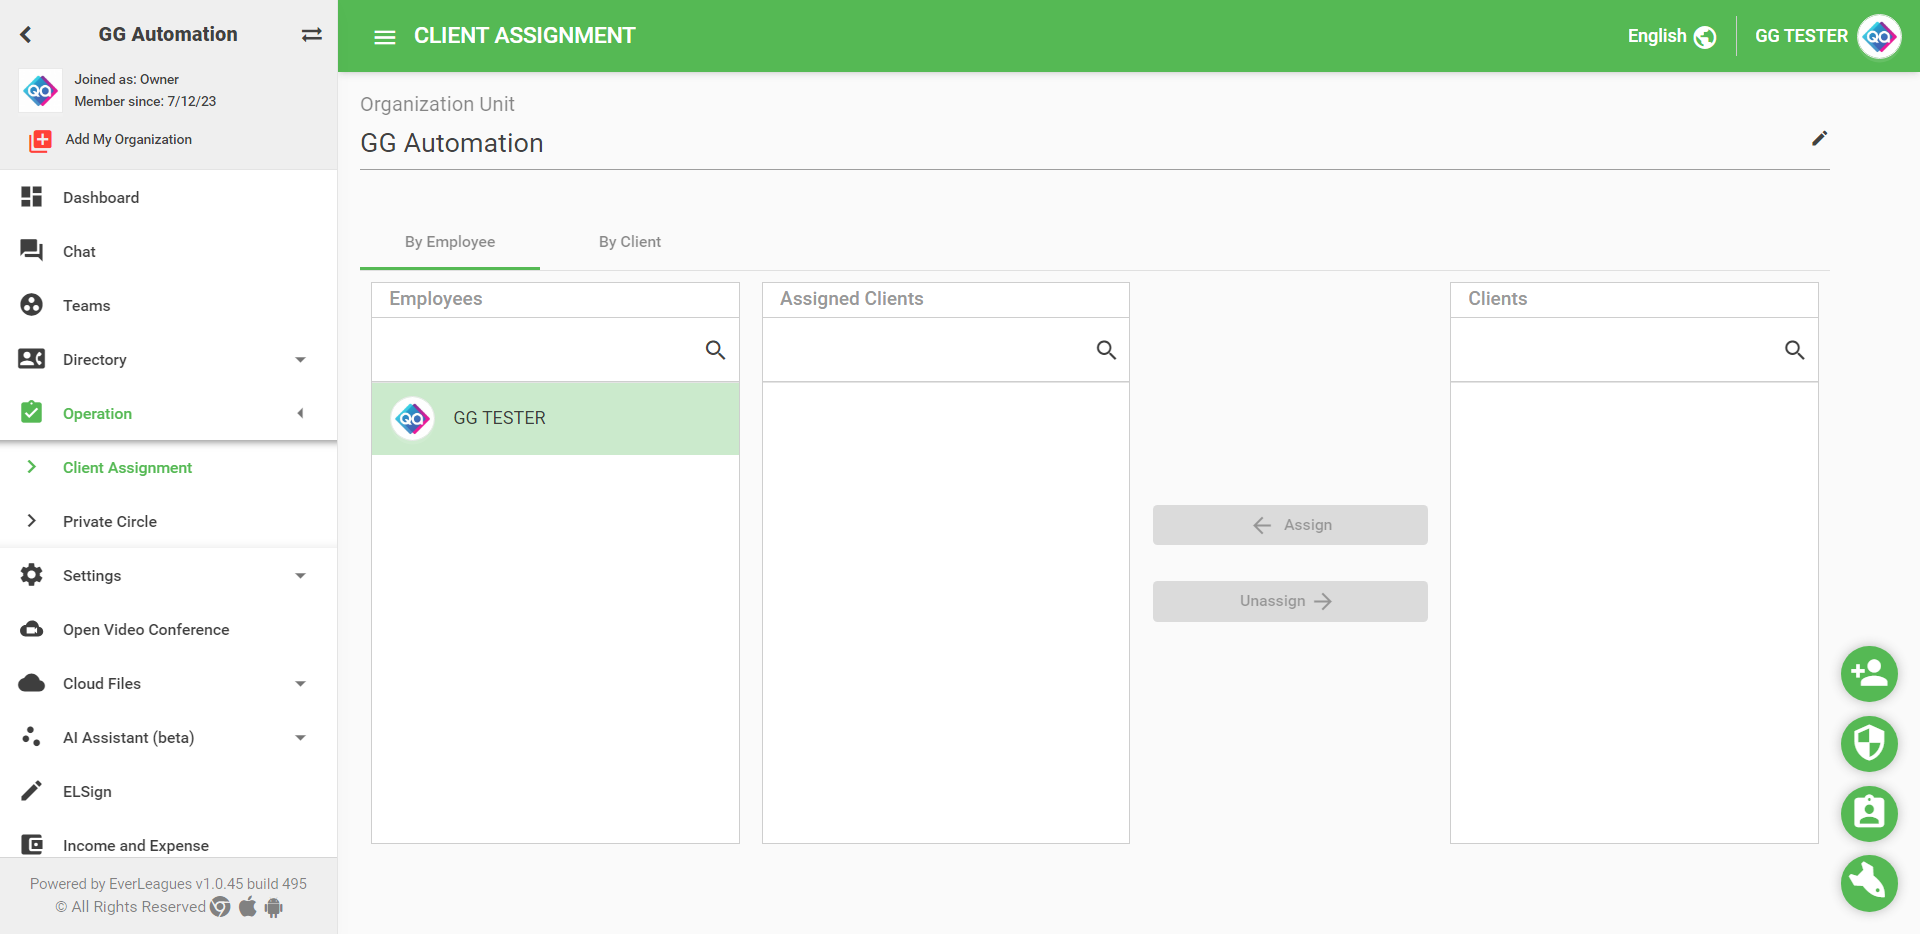 GG Automation
Joined as: Owner
Member since: 7/12/23
Add My Organization
Dashboard
Chat
Teams
Directory
Operation
Client Assignment
Private Circle
Settings
Open Video Conference
Cloud Files
AI Assistant (beta)
ELSign
Income and Expense
Powered by EverLeagues v1.0.45 build 495
© All Rights Reserved
CLIENT ASSIGNMENT
English
GG TESTER
Organization Unit
GG Automation
By Employee
By Client
Employees
GG TESTER
Assigned Clients
Assign
Unassign
Clients